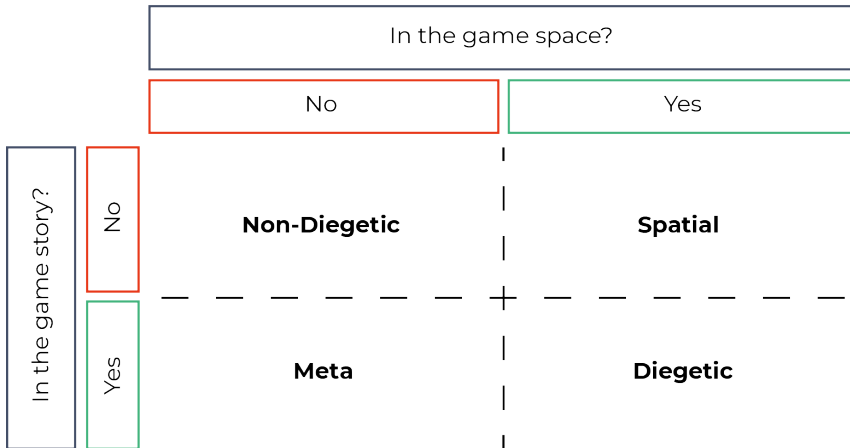 In the game space?
No
Yes
In the game story?
No
Non-Diegetic
Spatial
Yes
Meta
Diegetic